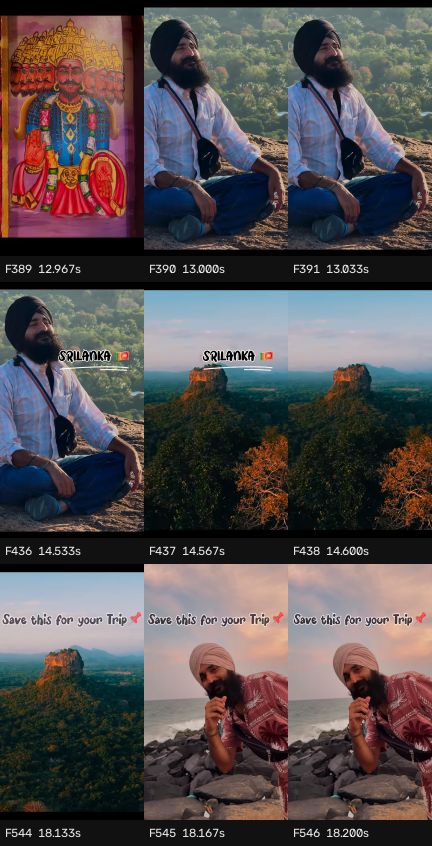 F389 12.967s
F390 13.000s
F391 13.033s
SRILANKA 🇱🇰
SRILANKA 🇱🇰
F436 14.533s
F437 14.567s
F438 14.600s
Save this for your Trip 📌
Save this for your Trip 📌
Save this for your Trip 📌
F544 18.133s
F545 18.167s
F546 18.200s